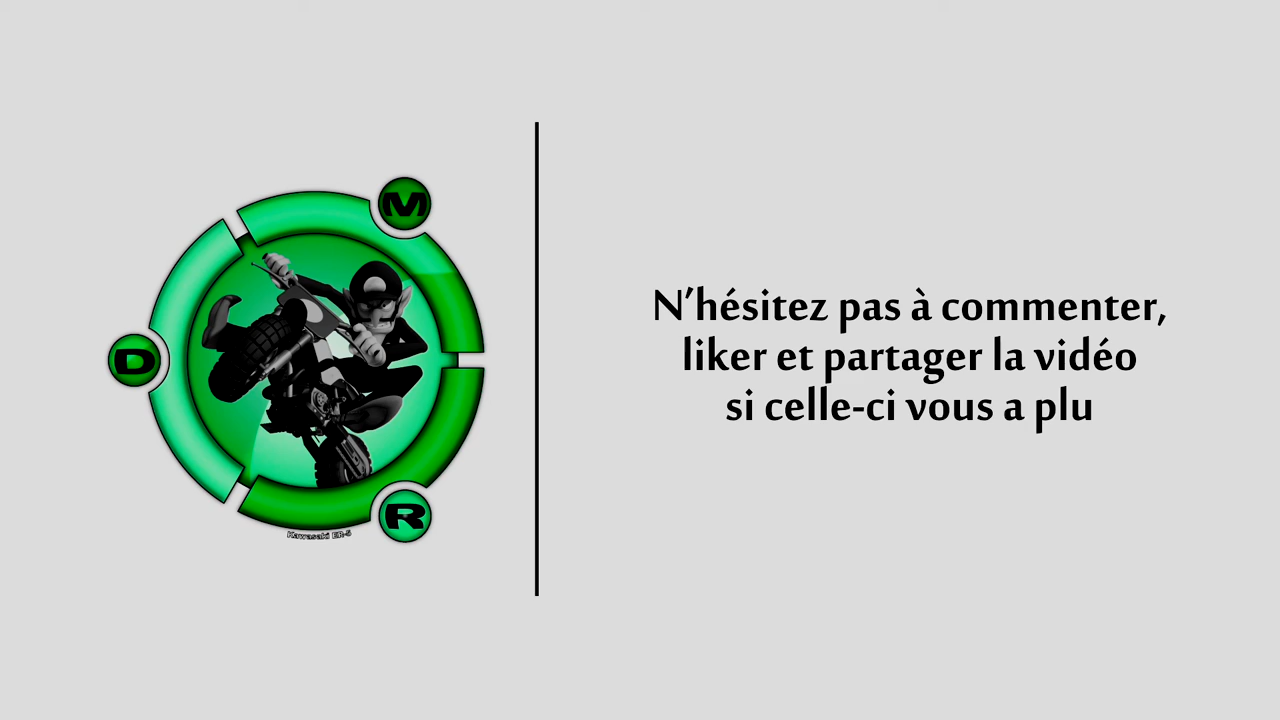 M
D
R
Kawasaki ER-5
N’hésitez pas à commenter,
liker et partager la vidéo
si celle-ci vous a plu